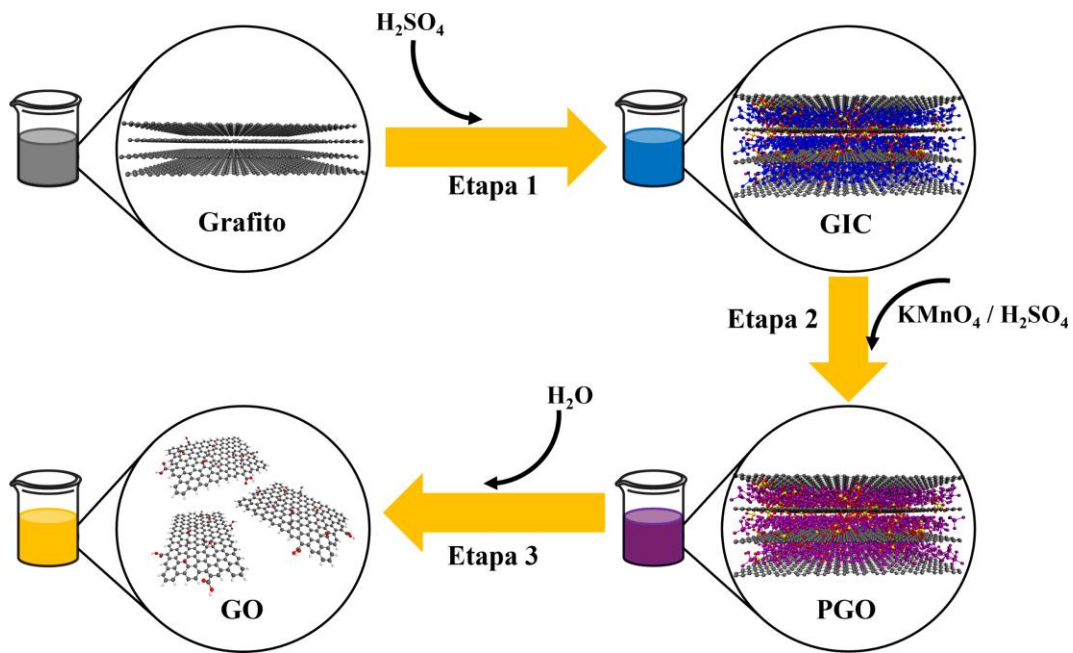 H₂SO₄
Etapa 1
Grafito
GIC
Etapa 2
KMnO₄ / H₂SO₄
H₂O
Etapa 3
GO
PGO